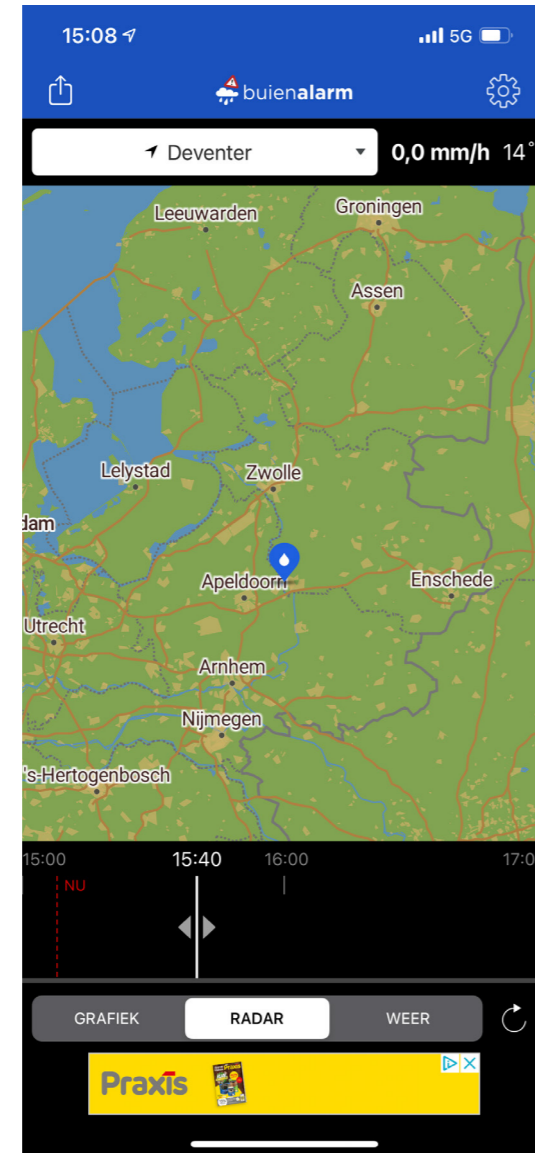 15:08
5G
buienalarm
Deventer
0,0 mm/h 14°
Leeuwarden
Groningen
Assen
Lelystad
Zwolle
dam
Apeldoorn
Enschede
Utrecht
Arnhem
Nijmegen
's-Hertogenbosch
15:00 15:40 16:00 17:0
NU
GRAFIEK RADAR WEER
Praxis